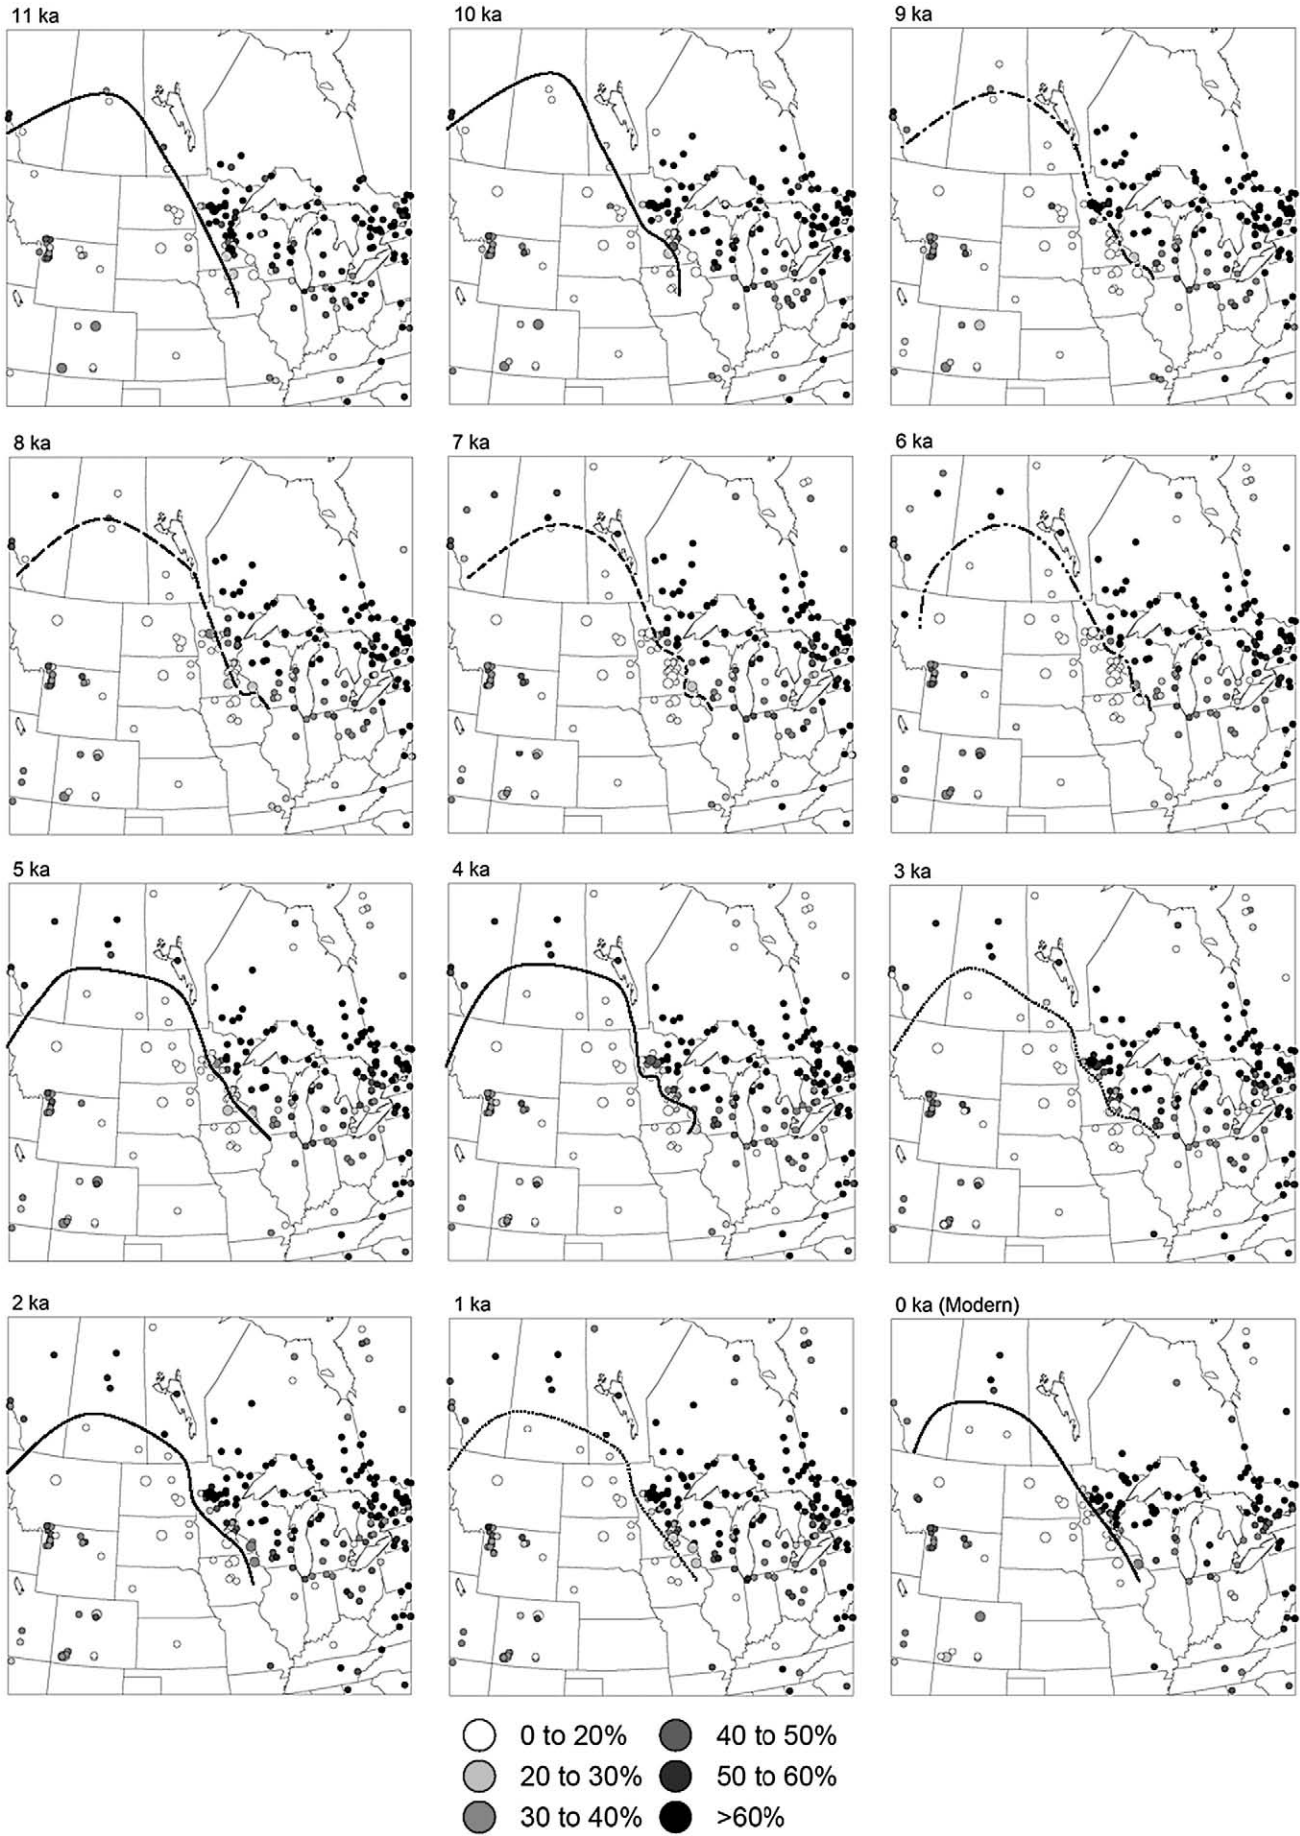 11 ka
10 ka
9 ka
8 ka
7 ka
6 ka
5 ka
4 ka
3 ka
2 ka
1 ka
0 ka (Modern)
0 to 20%
40 to 50%
20 to 30%
50 to 60%
30 to 40%
>60%